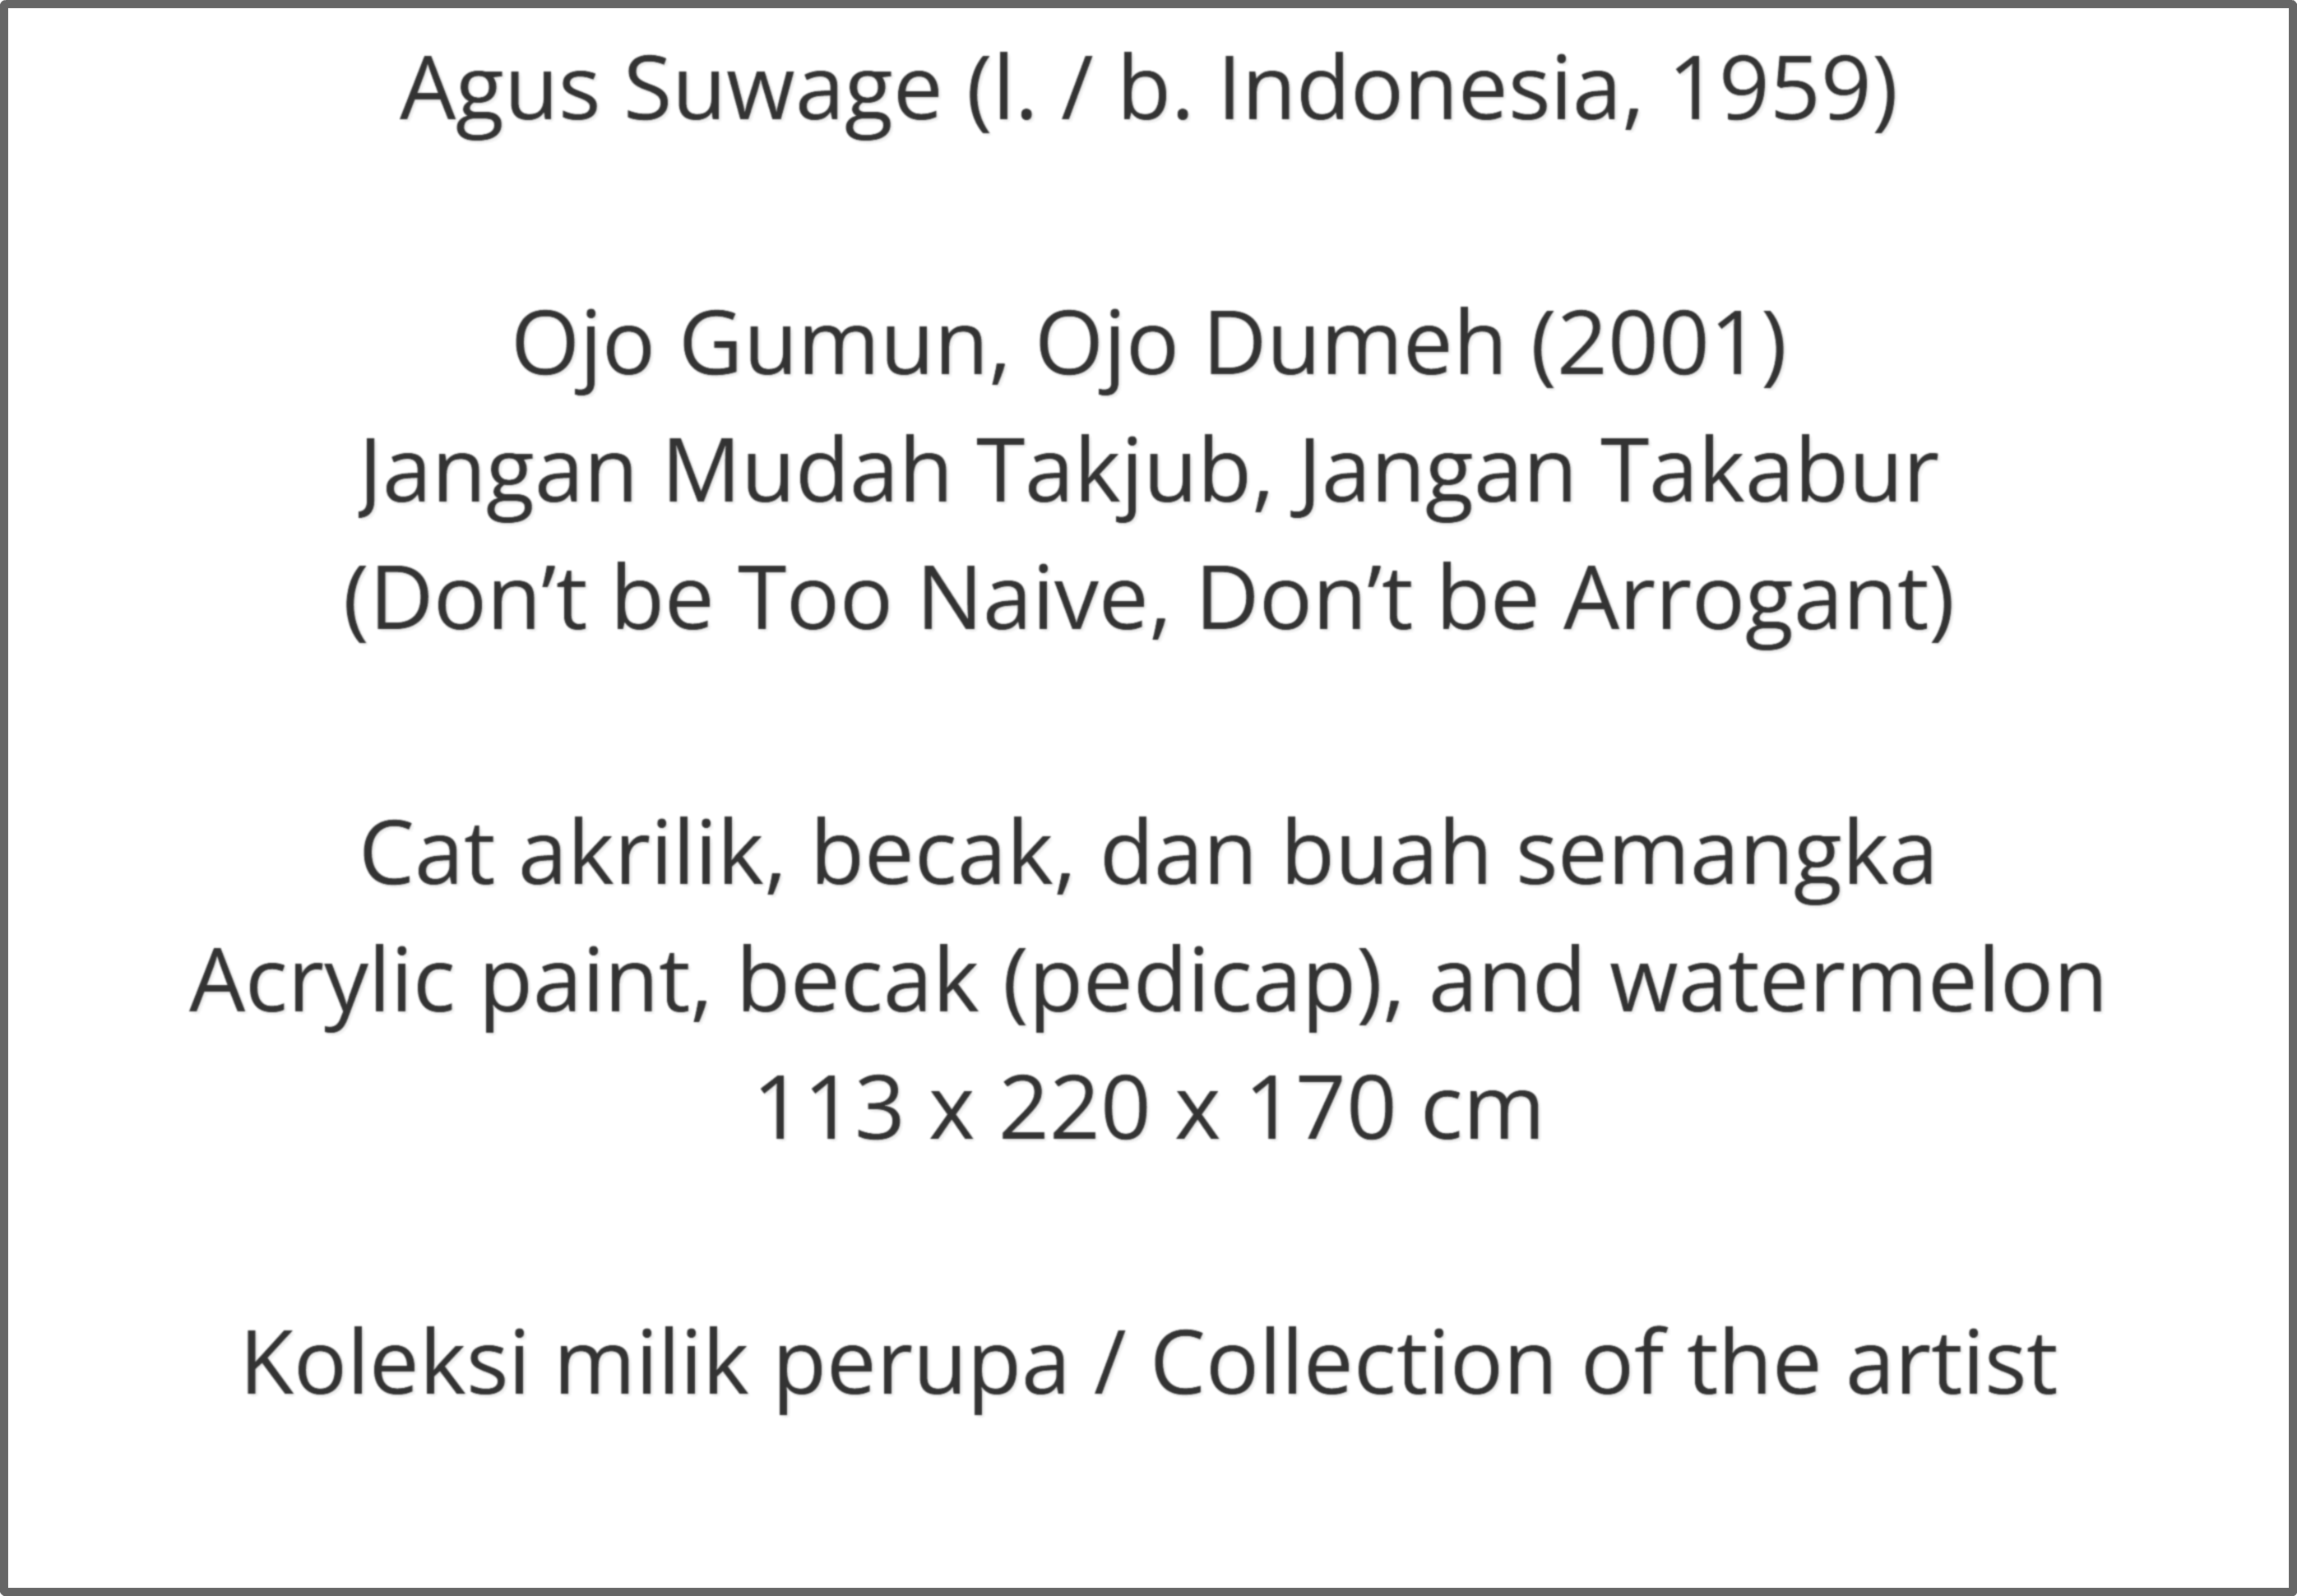 Agus Suwage (l. / b. Indonesia, 1959)
Ojo Gumun, Ojo Dumeh (2001)
Jangan Mudah Takjub, Jangan Takabur
(Don’t be Too Naive, Don’t be Arrogant)
Cat akrilik, becak, dan buah semangka
Acrylic paint, becak (pedicap), and watermelon
113 x 220 x 170 cm
Koleksi milik perupa / Collection of the artist